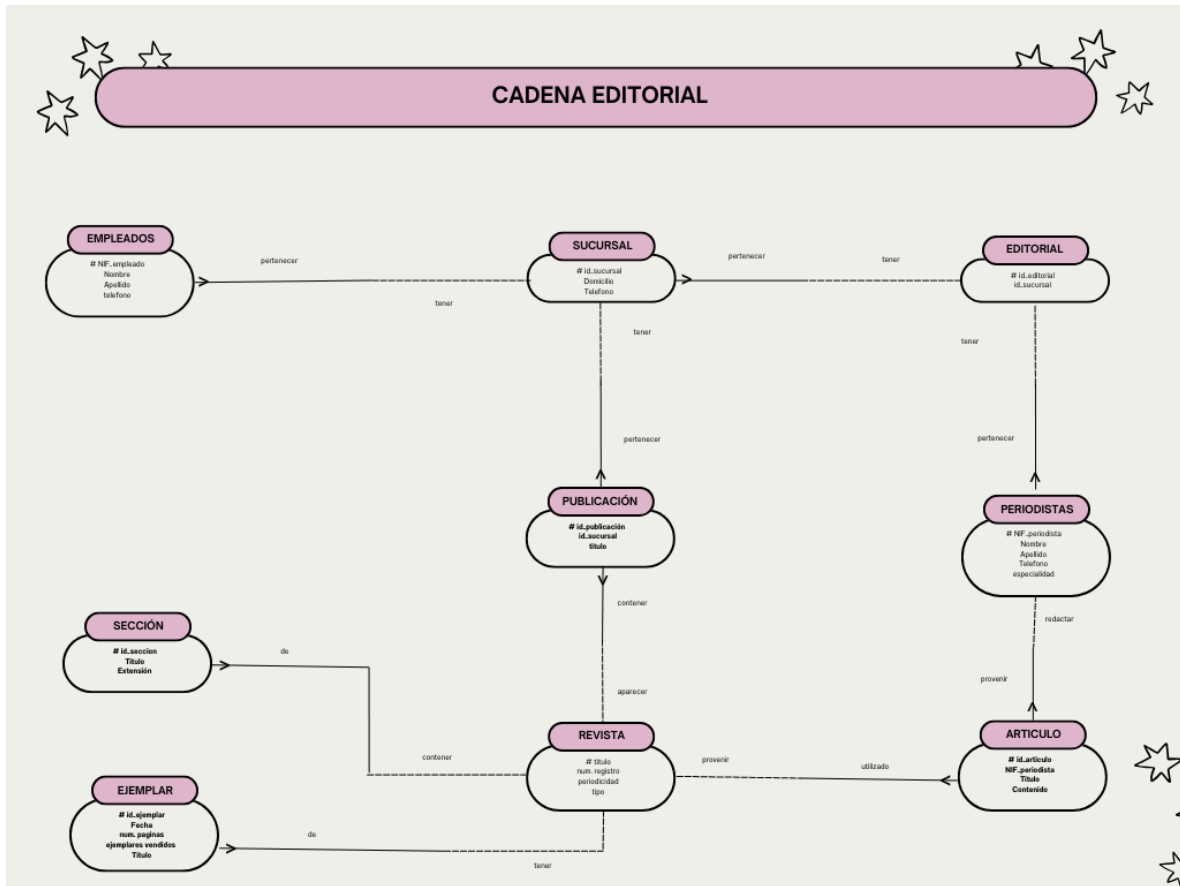 CADENA EDITORIAL
EMPLEADOS
# NIF_empleado
Nombre
Apellido
telefono
pertenecer
tener
SUCURSAL
# id_sucursal
Domicilio
Telefono
pertenecer
tener
EDITORIAL
# id_editorial
id_sucursal
tener
pertenecer
tener
pertenecer
PUBLICACIÓN
# id_publicación
id_sucursal
titulo
PERIODISTAS
# NIF_periodista
Nombre
Apellido
Telefono
especialidad
contener
aparecer
redactar
provenir
SECCIÓN
# id_seccion
Titulo
Extensión
de
contener
REVISTA
# titulo
num. registro
periodicidad
tipo
provenir
utilizado
ARTICULO
# id_articulo
NIF_periodista
Titulo
Contenido
EJEMPLAR
# id_ejemplar
Fecha
num. paginas
ejemplares vendidos
Titulo
de
tener